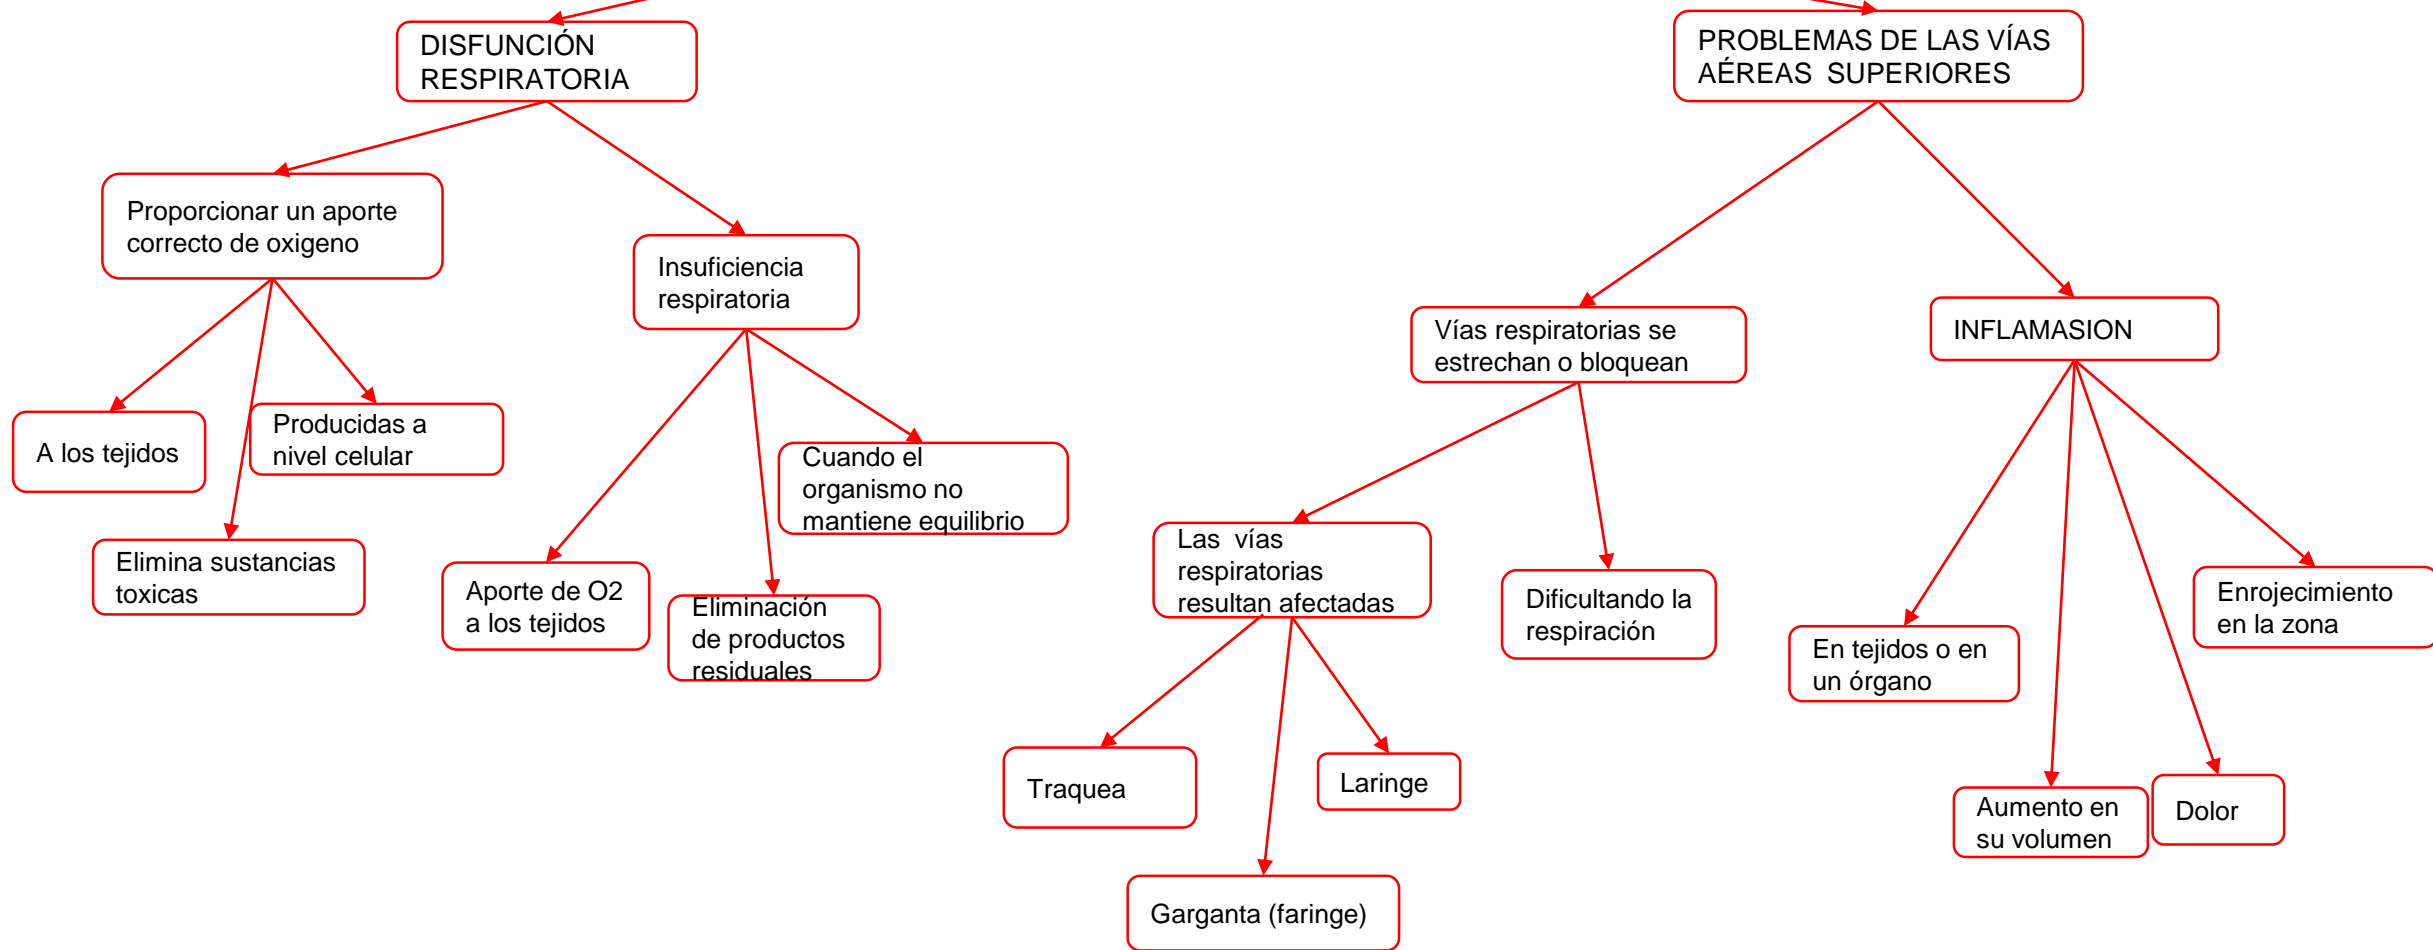 DISFUNCIÓN
RESPIRATORIA
PROBLEMAS DE LAS VÍAS
AÉREAS  SUPERIORES
Proporcionar un aporte
correcto de oxigeno
Insuficiencia
respiratoria
Vías respiratorias se
estrechan o bloquean
INFLAMASION
A los tejidos
Producidas a
nivel celular
Cuando el
organismo no
mantiene equilibrio
Elimina sustancias
toxicas
Aporte de O2
a los tejidos
Eliminación
de productos
residuales
Las  vías
respiratorias
resultan afectadas
Dificultando la
respiración
En tejidos o en
un órgano
Enrojecimiento
en la zona
Traquea
Laringe
Aumento en
su volumen
Dolor
Garganta (faringe)